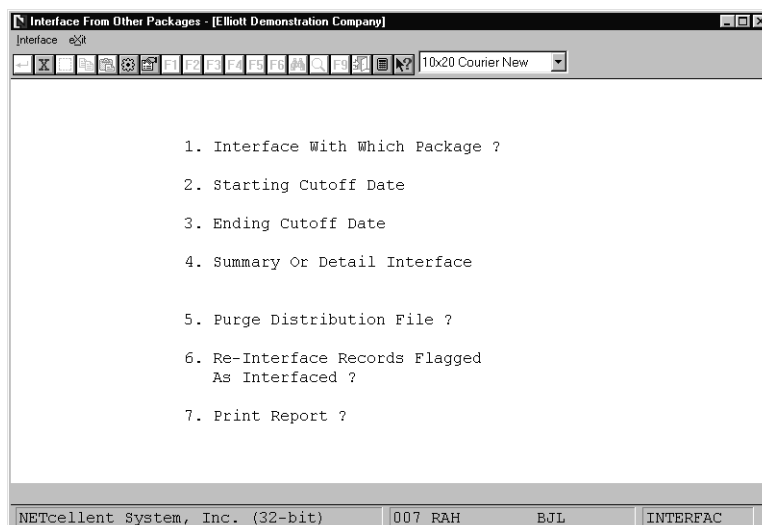 Interface From Other Packages - [Elliott Demonstration Company]
Interface eXit
X F1 F2 F3 F4 F5 F6 F9 10x20 Courier New
1. Interface With Which Package ?
2. Starting Cutoff Date
3. Ending Cutoff Date
4. Summary Or Detail Interface
5. Purge Distribution File ?
6. Re-Interface Records Flagged
As Interfaced ?
7. Print Report ?
NETcellent System, Inc. (32-bit) 007 RAH BJL INTERFAC